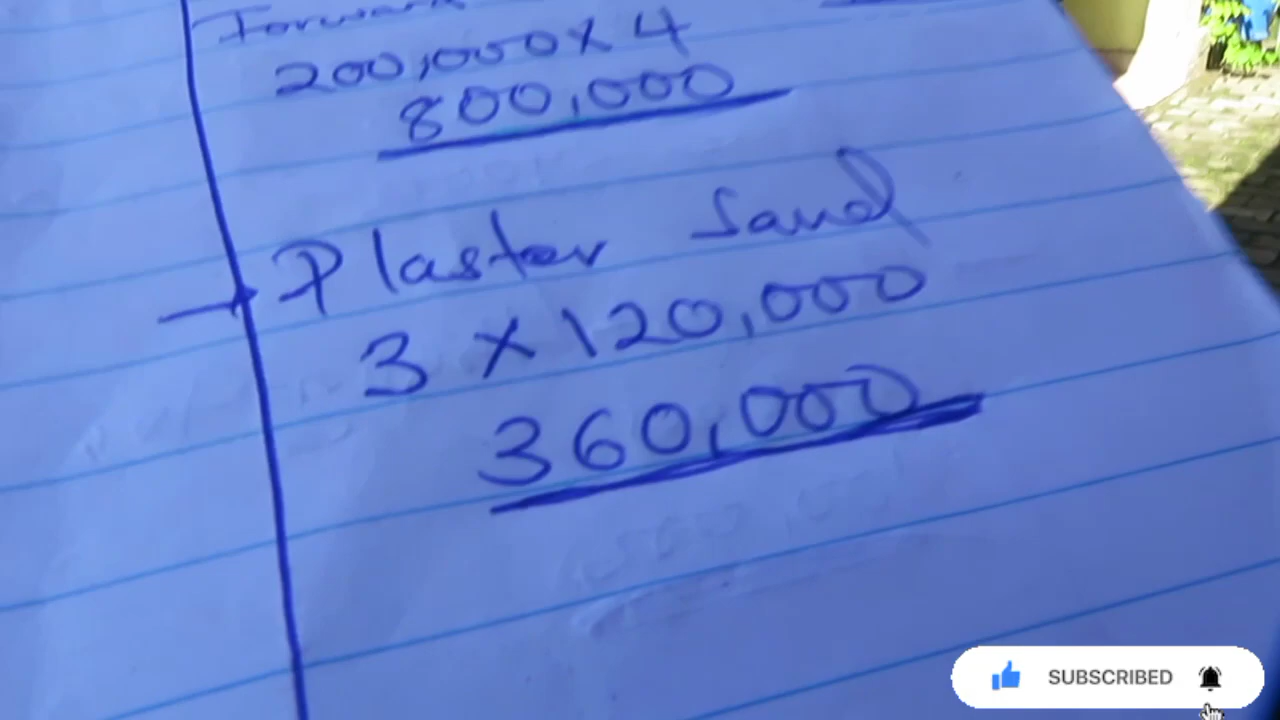 200,000 x 4
800,000
Plaster Sand
3 x 120,000
360,000
SUBSCRIBED